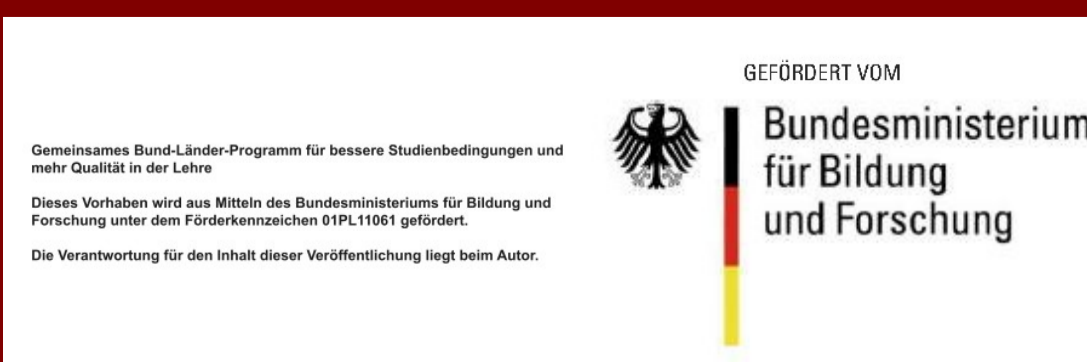 Gemeinsames Bund-Länder-Programm für bessere Studienbedingungen und
mehr Qualität in der Lehre
Dieses Vorhaben wird aus Mitteln des Bundesministeriums für Bildung und
Forschung unter dem Förderkennzeichen 01PL11061 gefördert.
Die Verantwortung für den Inhalt dieser Veröffentlichung liegt beim Autor.
GEFÖRDERT VOM
Bundesministerium
für Bildung
und Forschung